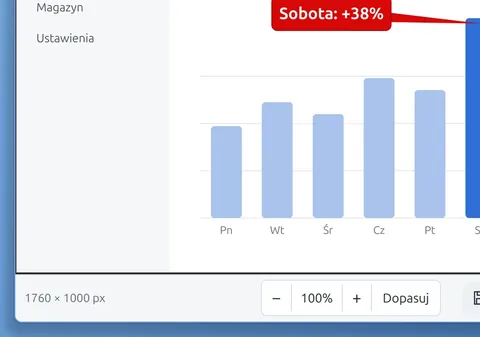 Magazyn
Sobota: +38%
Ustawienia
Pn Wt Śr Cz Pt S
1760 × 1000 px
− 100% + Dopasuj